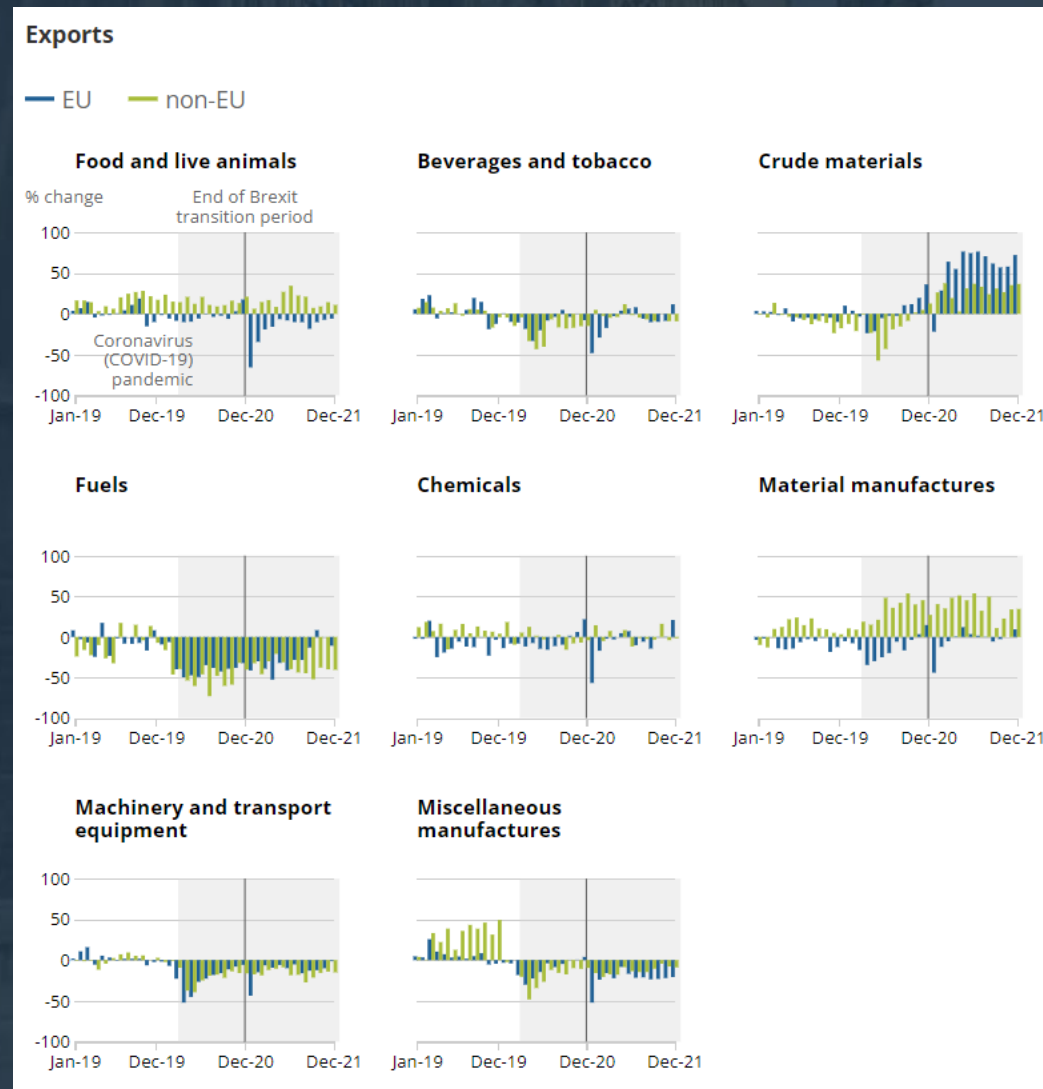 Exports
EU non-EU
Food and live animals
% change
End of Brexit
transition period
100
50
0
-50
-100
Coronavirus
(COVID-19)
pandemic
Jan-19 Dec-19 Dec-20 Dec-21
Beverages and tobacco
Jan-19 Dec-19 Dec-20 Dec-21
Crude materials
Jan-19 Dec-19 Dec-20 Dec-21
Fuels
100
50
0
-50
-100
Jan-19 Dec-19 Dec-20 Dec-21
Chemicals
Jan-19 Dec-19 Dec-20 Dec-21
Material manufactures
Jan-19 Dec-19 Dec-20 Dec-21
Machinery and transport
equipment
100
50
0
-50
-100
Jan-19 Dec-19 Dec-20 Dec-21
Miscellaneous
manufactures
Jan-19 Dec-19 Dec-20 Dec-21